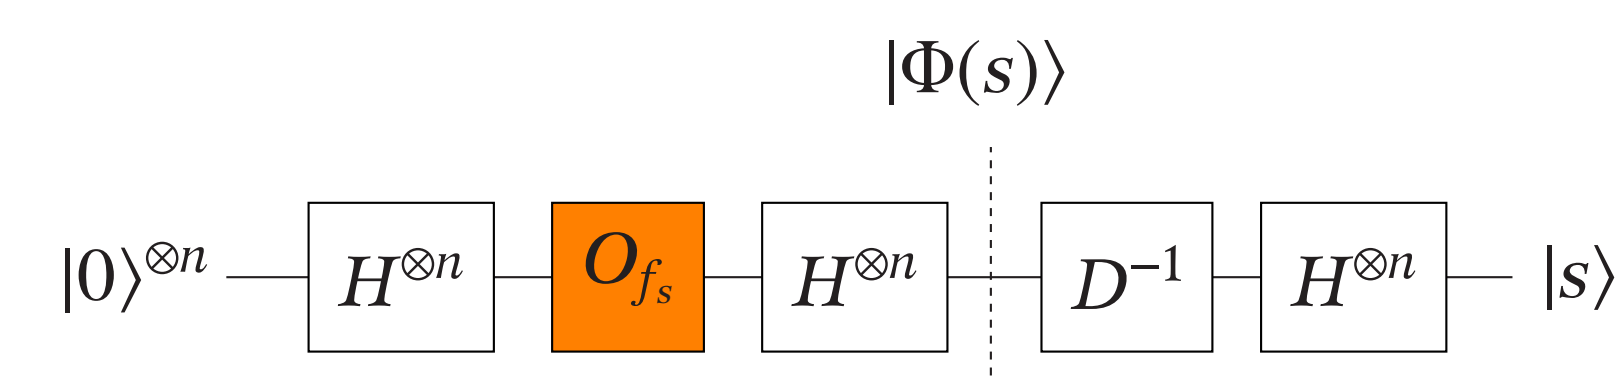 |Φ(s)⟩
|0⟩^{⊗n} H^{⊗n} O_{f_s} H^{⊗n} D^{-1} H^{⊗n} |s⟩